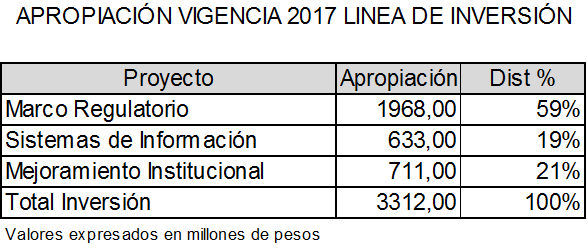 APROPIACIÓN VIGENCIA 2017 LINEA DE INVERSIÓN
Proyecto Apropiación Dist %
Marco Regulatorio 1968,00 59%
Sistemas de Información 633,00 19%
Mejoramiento Institucional 711,00 21%
Total Inversión 3312,00 100%
Valores expresados en millones de pesos